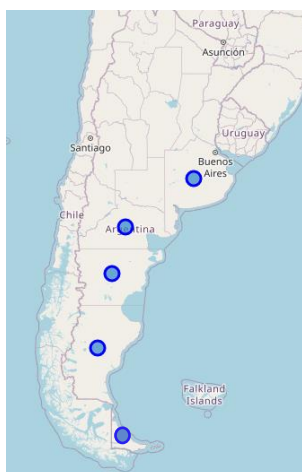 Paraguay
Asunción
Uruguay
Santiago
Buenos
Aires
Chile
Argentina
Falkland
Islands